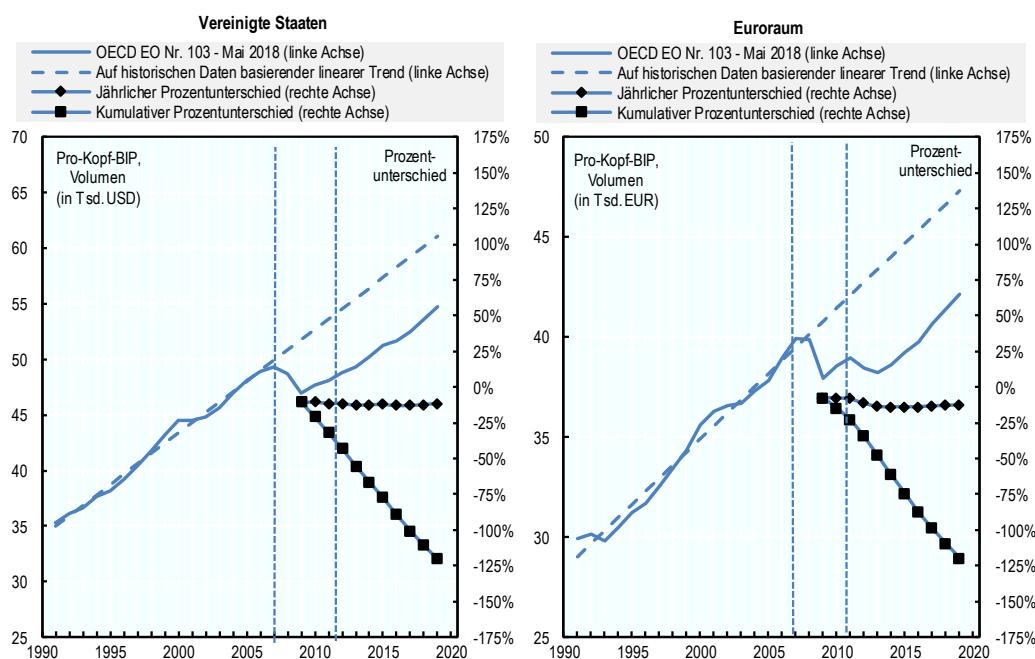 Vereinigte Staaten
OECD EO Nr. 103 - Mai 2018 (linke Achse)
Auf historischen Daten basierender linearer Trend (linke Achse)
Jährlicher Prozentunterschied (rechte Achse)
Kumulativer Prozentunterschied (rechte Achse)
70
65
60
55
50
45
40
35
30
25
Pro-Kopf-BIP,
Volumen
(in Tsd. USD)
Prozent-
unterschied
175%
150%
125%
100%
75%
50%
25%
0%
-25%
-50%
-75%
-100%
-125%
-150%
-175%
1990 1995 2000 2005 2010 2015 2020
Euroraum
OECD EO Nr. 103 - Mai 2018 (linke Achse)
Auf historischen Daten basierender linearer Trend (linke Achse)
Jährlicher Prozentunterschied (rechte Achse)
Kumulativer Prozentunterschied (rechte Achse)
50
45
40
35
30
25
Pro-Kopf-BIP,
Volumen
(in Tsd. EUR)
Prozent-
unterschied
175%
150%
125%
100%
75%
50%
25%
0%
-25%
-50%
-75%
-100%
-125%
-150%
-175%
1990 1995 2000 2005 2010 2015 2020